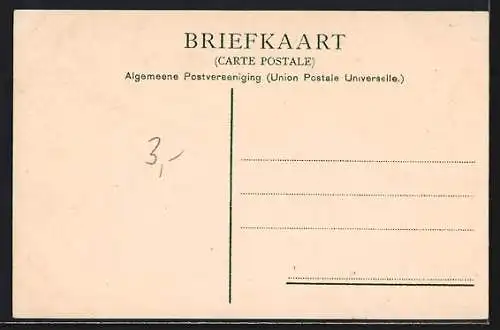 BRIEFKAART
(CARTE POSTALE)
Algemeene Postvereeniging (Union Postale Universelle.)
3,-